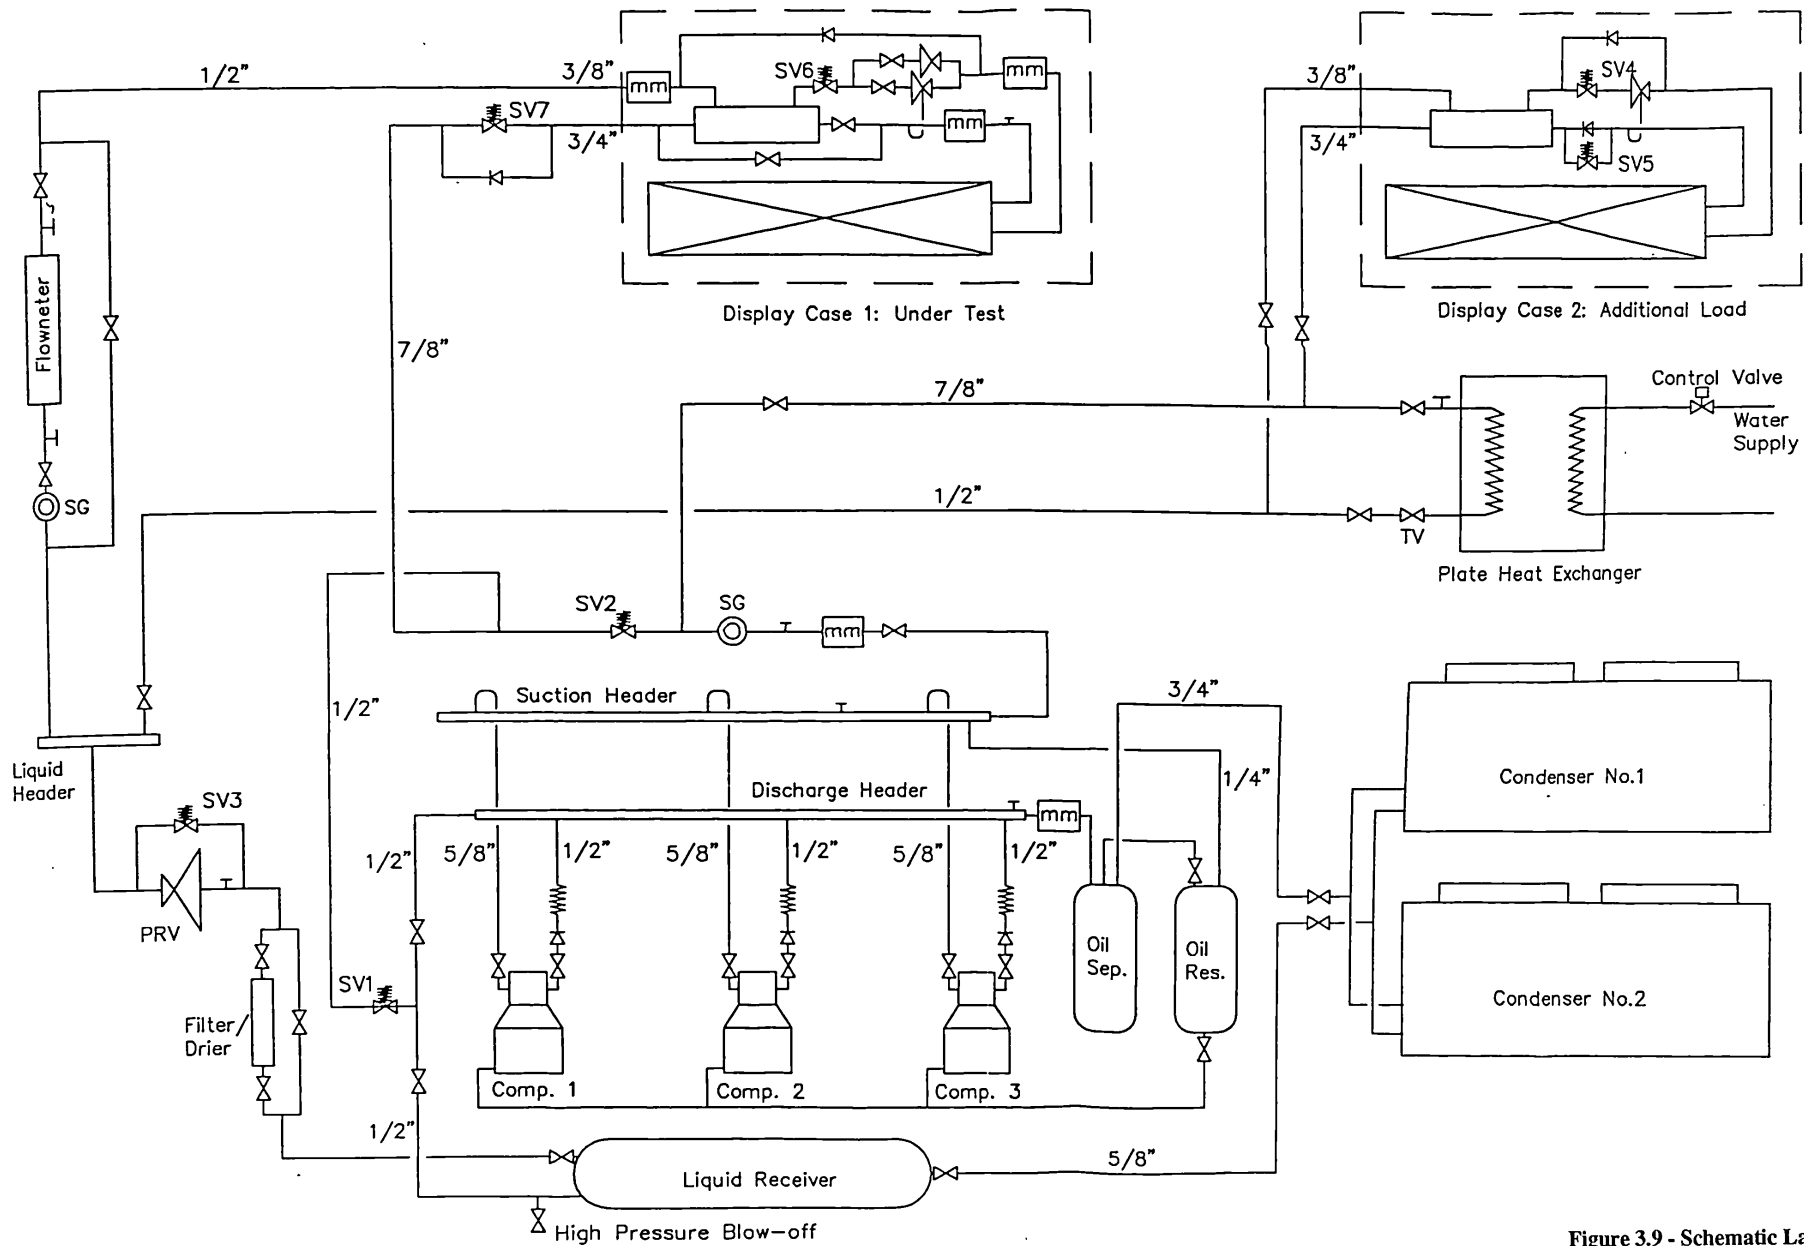 1/2"
3/8"
SV6
SV7
3/4"
3/8"
SV4
3/4"
SV5
Display Case 1: Under Test
Display Case 2: Additional Load
Flowmeter
7/8"
7/8"
Control Valve
Water
Supply
SG
1/2"
TV
Plate Heat Exchanger
SV2
SG
Suction Header
3/4"
1/2"
Liquid
Header
1/4"
Condenser No.1
SV3
Discharge Header
1/2"
5/8"
1/2"
5/8"
1/2"
5/8"
1/2"
PRV
Oil
Sep.
Oil
Res.
SV1
Condenser No.2
Filter/
Drier
Comp. 1
Comp. 2
Comp. 3
1/2"
5/8"
Liquid Receiver
High Pressure Blow-off
Figure 3.9 - Schematic La